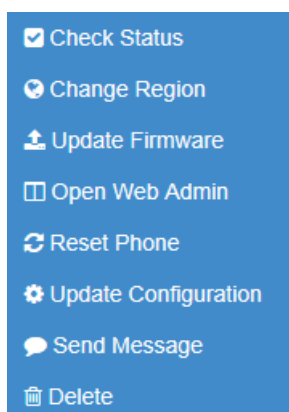 Check Status
Change Region
Update Firmware
Open Web Admin
Reset Phone
Update Configuration
Send Message
Delete